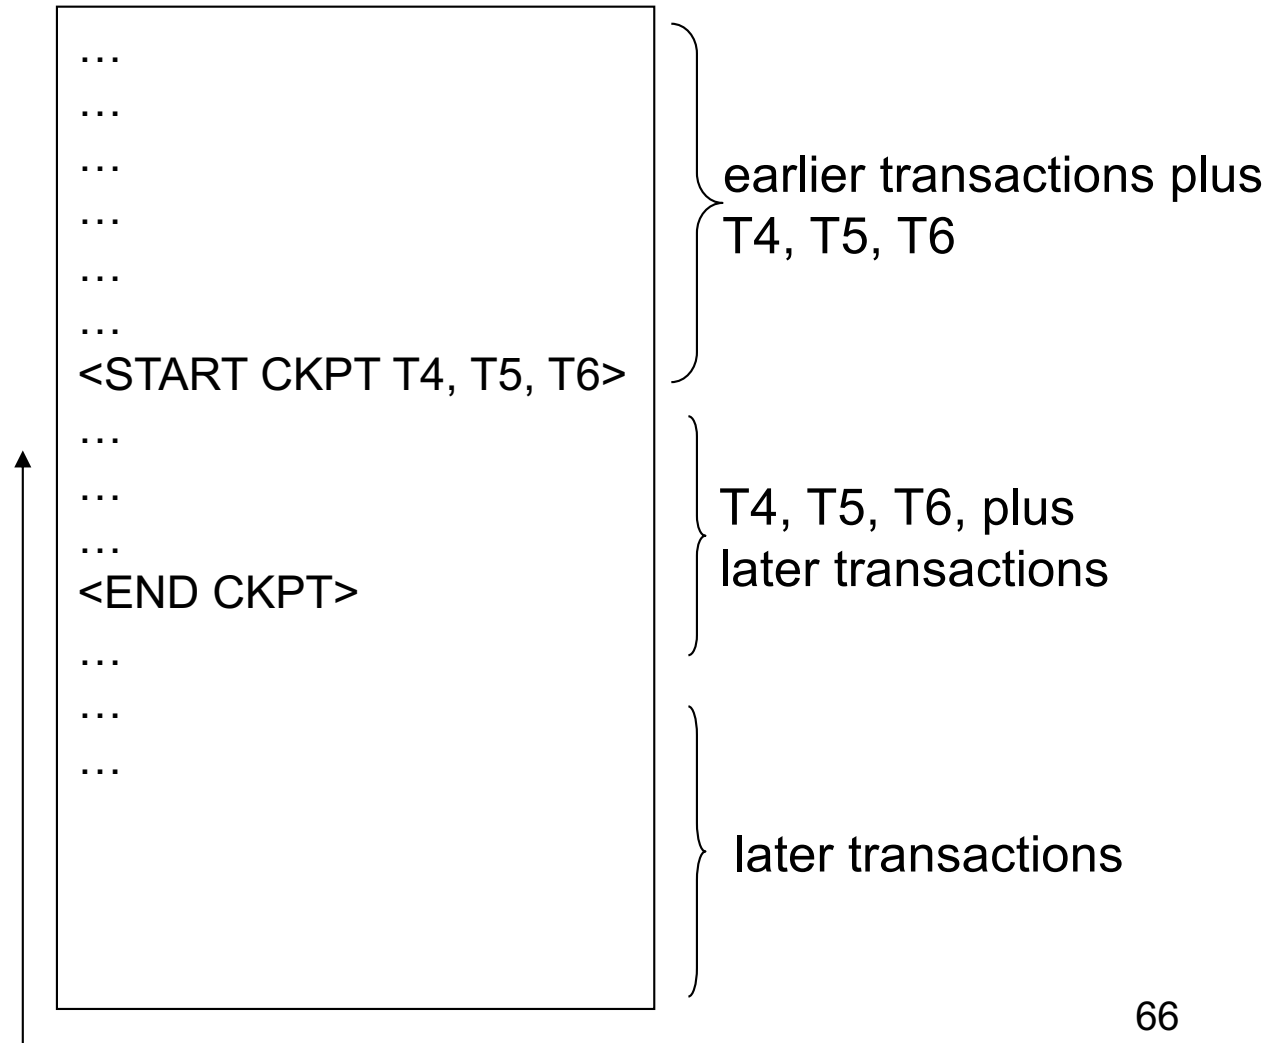 …
…
…
…
…
…
<START CKPT T4, T5, T6>
…
…
…
<END CKPT>
…
…
…
earlier transactions plus
T4, T5, T6
T4, T5, T6, plus
later transactions
later transactions
66